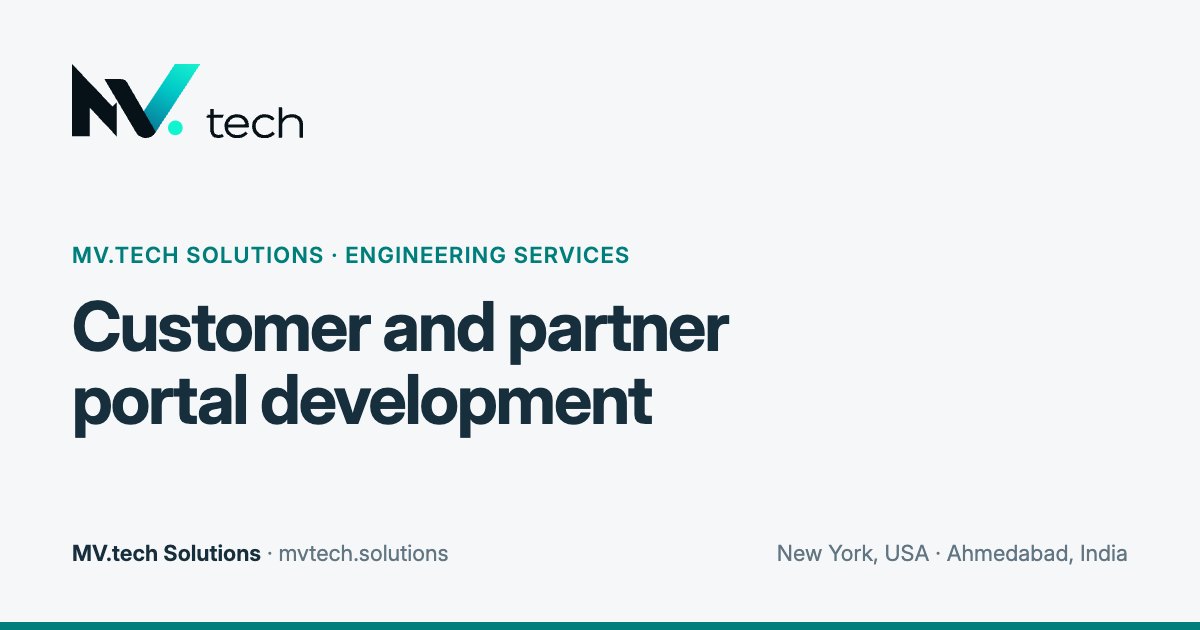 MV. tech
MV.TECH SOLUTIONS · ENGINEERING SERVICES
Customer and partner
portal development
MV.tech Solutions · mvtech.solutions
New York, USA · Ahmedabad, India